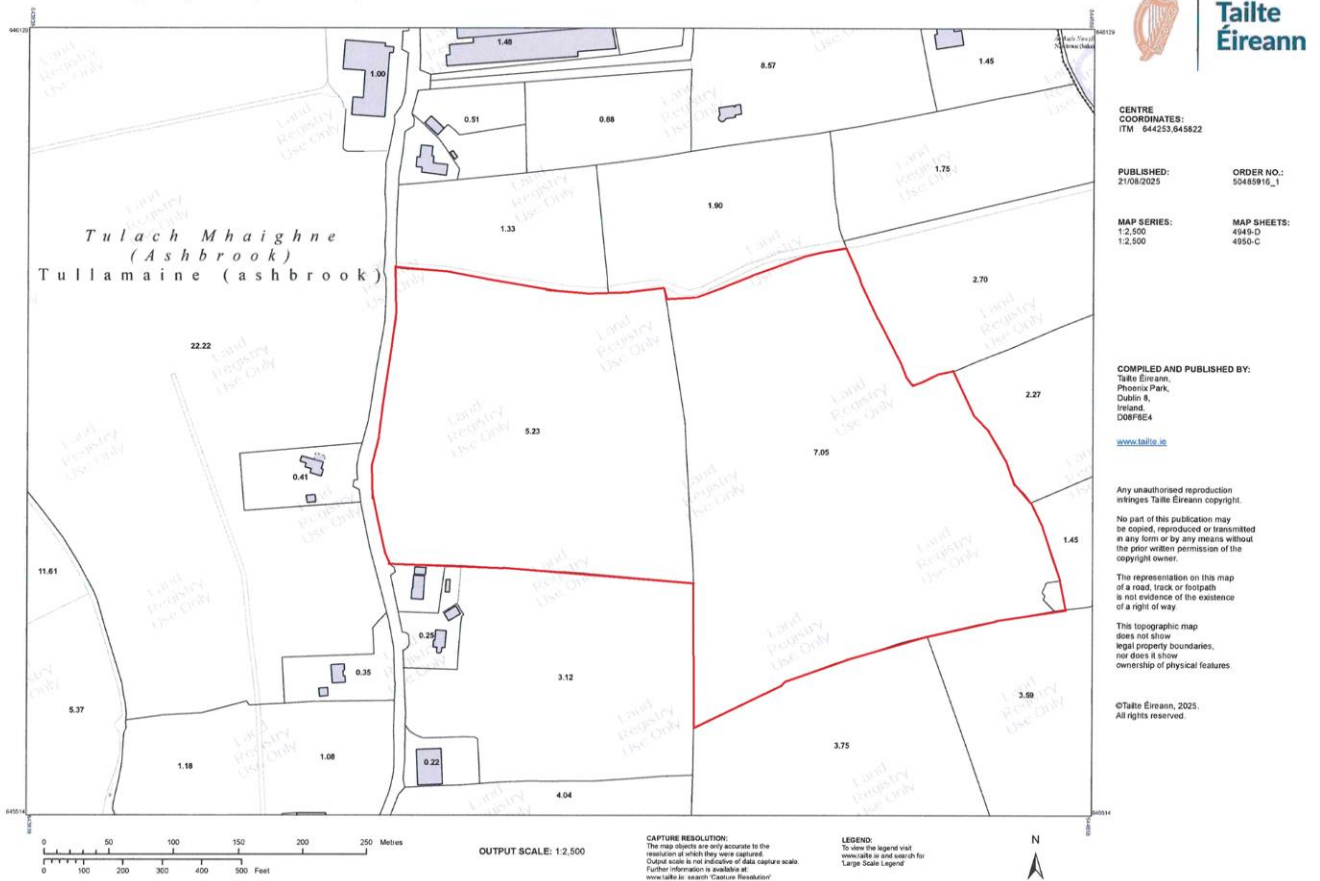 Tailte
Éireann
CENTRE
COORDINATES:
ITM 644253,645822
PUBLISHED: ORDER NO.:
21/08/2025 50485916_1
MAP SERIES: MAP SHEETS:
1:2,500 4949-D
1:2,500 4950-C
COMPILED AND PUBLISHED BY:
Tailte Éireann,
Phoenix Park,
Dublin 8,
Ireland.
D08F6E4
www.tailte.ie
Any unauthorised reproduction
infringes Tailte Éireann copyright.
No part of this publication may
be copied, reproduced or transmitted
in any form or by any means without
the prior written permission of the
copyright owner.
The representation on this map
of a road, track or footpath
is not evidence of the existence
of a right of way.
This topographic map
does not show
legal property boundaries,
nor does it show
ownership of physical features.
©Tailte Éireann, 2025.
All rights reserved.
646129
646129
1.48
1.00
8.57
1.45
0.51
0.88
1.75
1.90
1.33
Tulach Mhaighne
(Ashbrook)
Tullamaine (ashbrook)
2.70
22.22
2.27
5.23
7.05
0.41
1.45
11.61
0.25
0.35
3.12
3.59
5.37
3.75
1.18
1.08
0.22
4.04
645514
645514
Land
Registry
Use Only
0 50 100 150 200 250 Metres
0 100 200 300 400 500 Feet
OUTPUT SCALE: 1:2,500
CAPTURE RESOLUTION:
The map objects are only accurate to the
resolution at which they were captured.
Output scale is not indicative of data capture scale.
Further information is available at:
www.tailte.ie; search 'Capture Resolution'
LEGEND:
To view the legend visit
www.tailte.ie and search for
'Large Scale Legend'
N